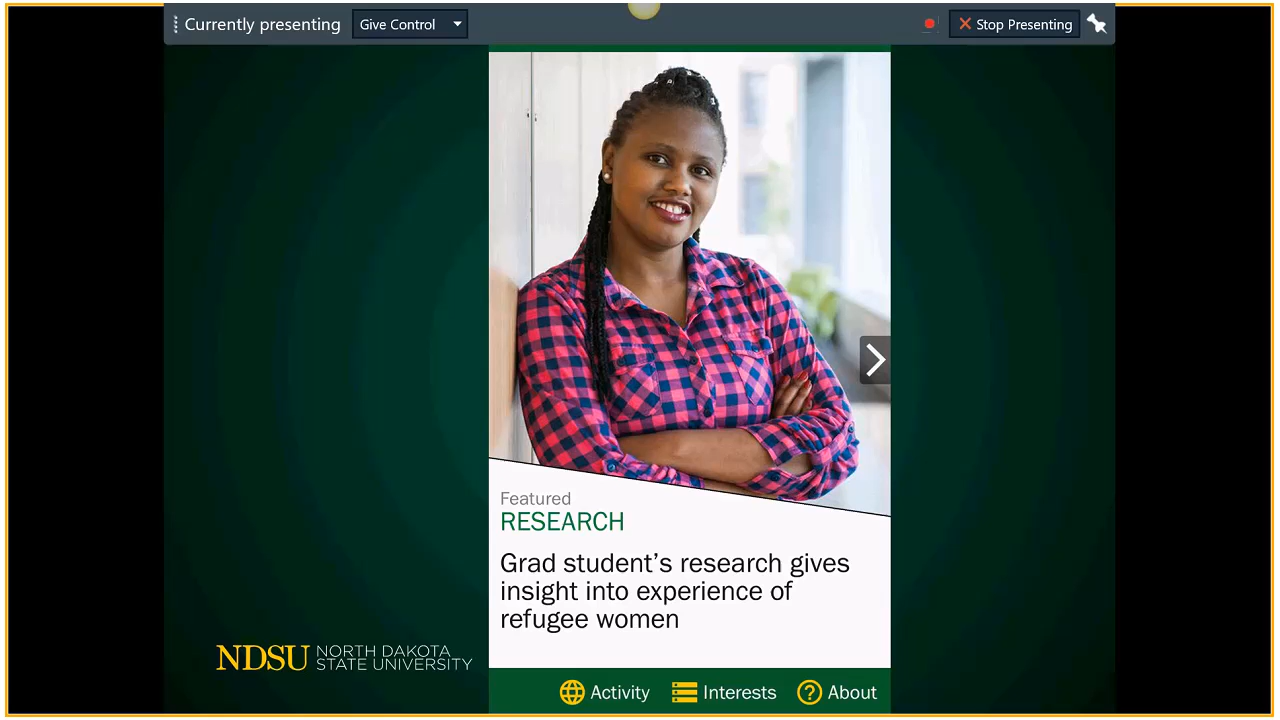 Currently presenting
Give Control
Stop Presenting
Featured
RESEARCH
Grad student's research gives
insight into experience of
refugee women
NDSU NORTH DAKOTA
STATE UNIVERSITY
Activity
Interests
About